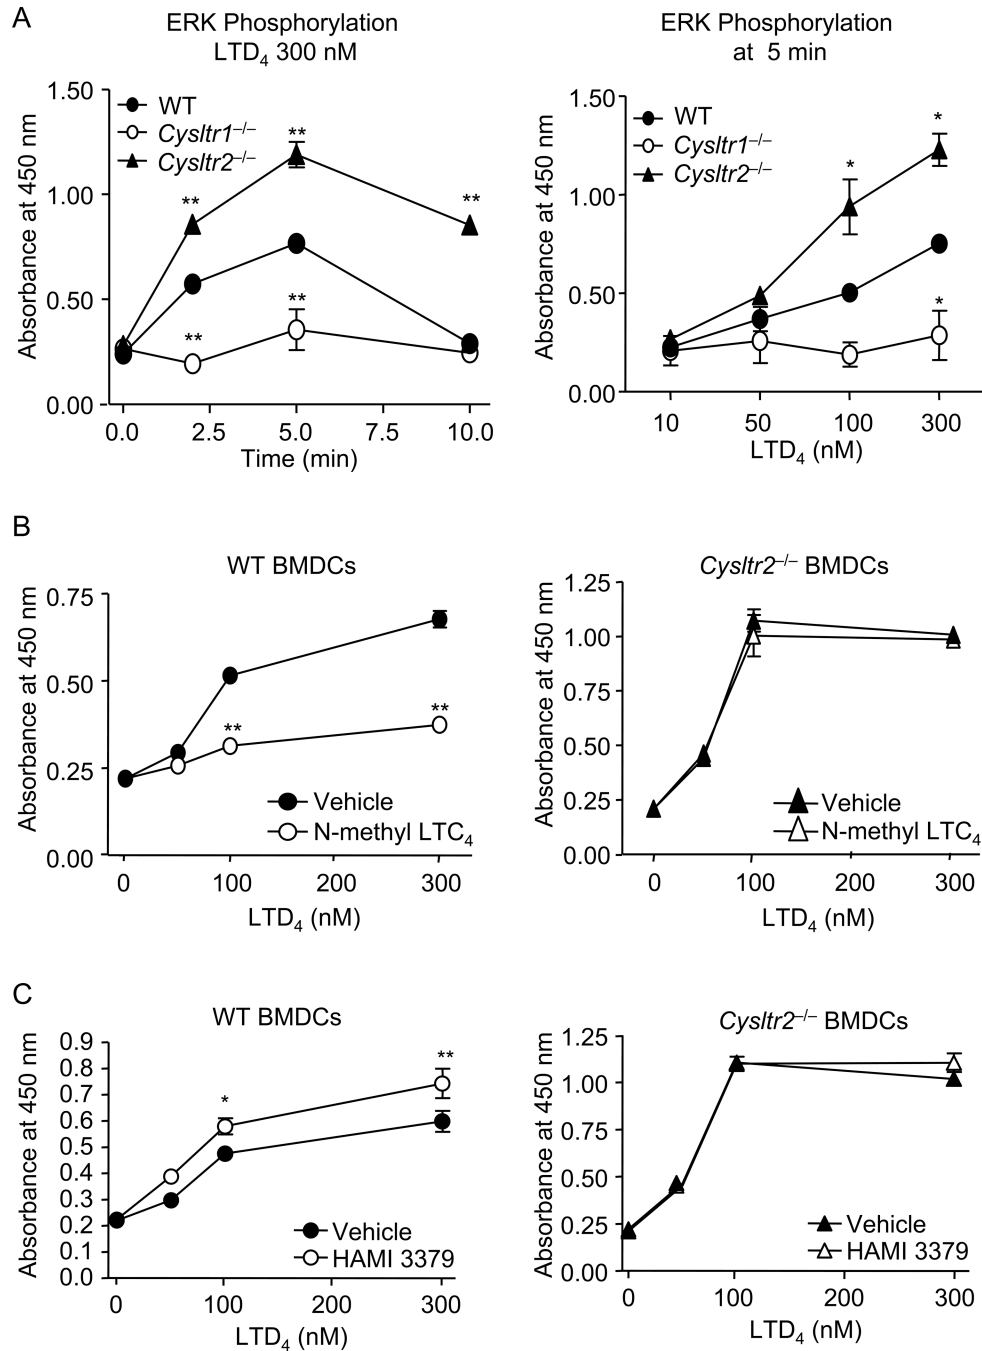 A
ERK Phosphorylation
LTD4 300 nM
Absorbance at 450 nm
1.50
1.00
0.50
0.00
WT
Cysltr1–/–
Cysltr2–/–
**
**
**
**
**
0.0 2.5 5.0 7.5 10.0
Time (min)
ERK Phosphorylation
at 5 min
Absorbance at 450 nm
1.50
1.00
0.50
0.00
WT
Cysltr1–/–
Cysltr2–/–
*
*
*
10 50 100 300
LTD4 (nM)
B
WT BMDCs
Absorbance at 450 nm
0.75
0.50
0.25
0.00
**
**
Vehicle
N-methyl LTC4
0 100 200 300
LTD4 (nM)
Cysltr2–/– BMDCs
Absorbance at 450 nm
1.25
1.00
0.75
0.50
0.25
0.00
Vehicle
N-methyl LTC4
0 100 200 300
LTD4 (nM)
C
WT BMDCs
Absorbance at 450 nm
0.9
0.8
0.7
0.6
0.5
0.4
0.3
0.2
0.1
0.0
*
**
Vehicle
HAMI 3379
0 100 200 300
LTD4 (nM)
Cysltr2–/– BMDCs
Absorbance at 450 nm
1.25
1.00
0.75
0.50
0.25
0.00
Vehicle
HAMI 3379
0 100 200 300
LTD4 (nM)